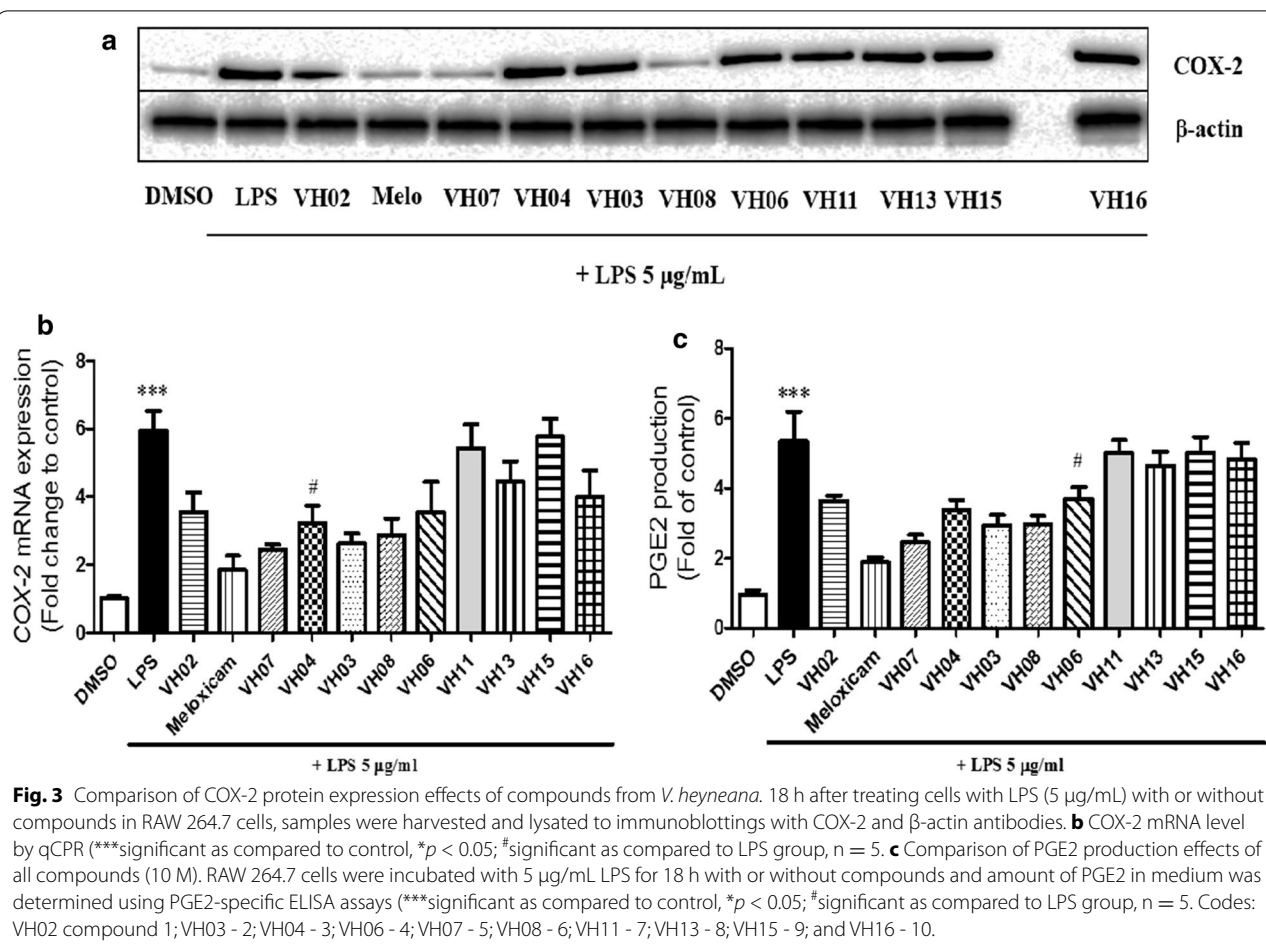 a
COX-2
β-actin
DMSO LPS VH02 Melo VH07 VH04 VH03 VH08 VH06 VH11 VH13 VH15 VH16
+ LPS 5 µg/mL
b
COX-2 mRNA expression
(Fold change to control)
8
6
4
2
0
***
#
DMSO
LPS
VH02
Meloxicam
VH07
VH04
VH03
VH08
VH06
VH11
VH13
VH15
VH16
+ LPS 5 µg/ml
c
PGE2 production
(Fold of control)
8
6
4
2
0
***
#
DMSO
LPS
VH02
Meloxicam
VH07
VH04
VH03
VH08
VH06
VH11
VH13
VH15
VH16
+ LPS 5 µg/ml
Fig. 3 Comparison of COX-2 protein expression effects of compounds from V. heyneana. 18 h after treating cells with LPS (5 µg/mL) with or without
compounds in RAW 264.7 cells, samples were harvested and lysated to immunoblottings with COX-2 and β-actin antibodies. b COX-2 mRNA level
by qCPR (***significant as compared to control, *p < 0.05; #significant as compared to LPS group, n = 5. c Comparison of PGE2 production effects of
all compounds (10 M). RAW 264.7 cells were incubated with 5 µg/mL LPS for 18 h with or without compounds and amount of PGE2 in medium was
determined using PGE2-specific ELISA assays (***significant as compared to control, *p < 0.05; #significant as compared to LPS group, n = 5. Codes:
VH02 compound 1; VH03 - 2; VH04 - 3; VH06 - 4; VH07 - 5; VH08 - 6; VH11 - 7; VH13 - 8; VH15 - 9; and VH16 - 10.